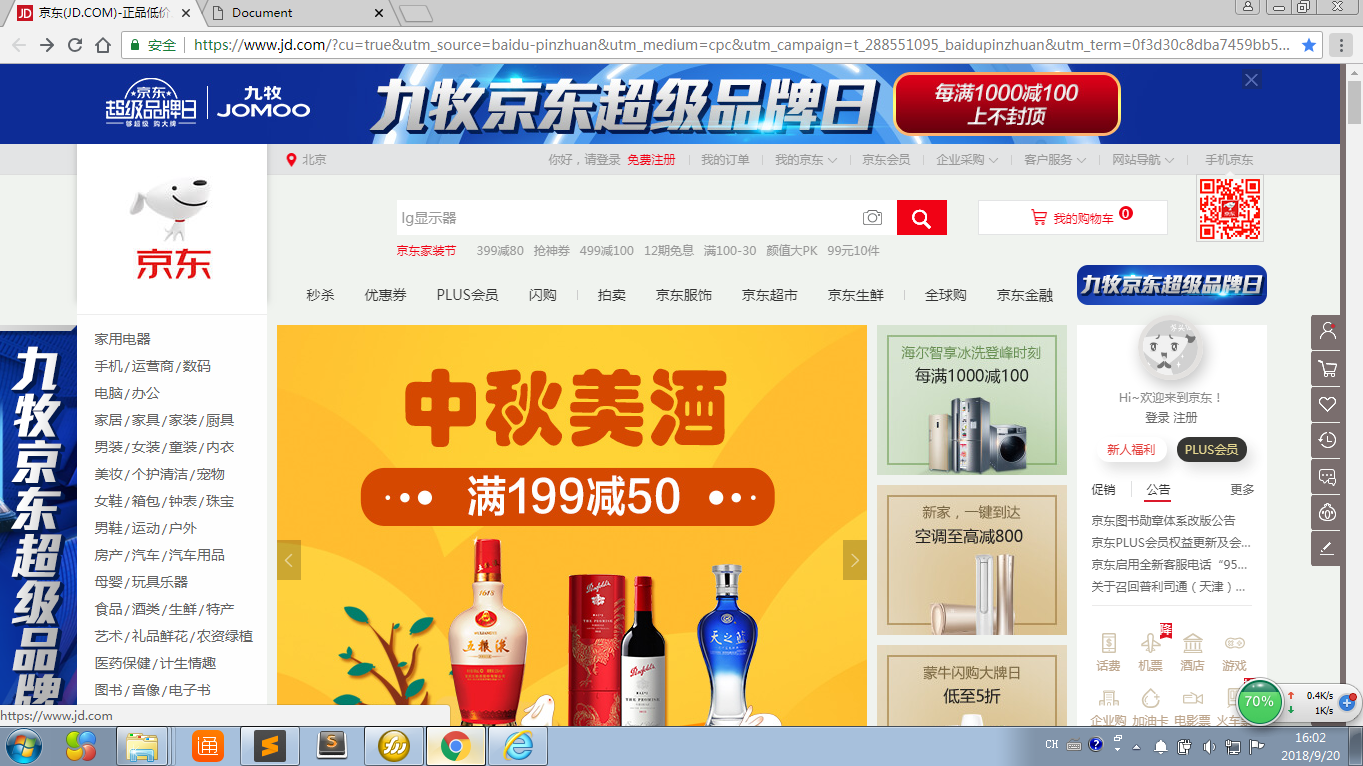 京东(JD.COM)-正品低价
Document
安全
https://www.jd.com/?cu=true&utm_source=baidu-pinzhuan&utm_medium=cpc&utm_campaign=t_288551095_baidupinzhuan&utm_term=0f3d30c8dba7459bb5...
京东
超级品牌日
够超级 购大牌
九牧
JOMOO
九牧京东超级品牌日
每满1000减100
上不封顶
北京
你好，请登录 免费注册 我的订单 我的京东 京东会员 企业采购 客户服务 网站导航 手机京东
京东
lg显示器
我的购物车 0
京东家装节 399减80 抢神券 499减100 12期免息 满100-30 颜值大PK 99元10件
秒杀 优惠券 PLUS会员 闪购 拍卖 京东服饰 京东超市 京东生鲜 全球购 京东金融
九牧京东超级品牌日
九牧京东超级品牌
家用电器
手机/运营商/数码
电脑/办公
家居/家具/家装/厨具
男装/女装/童装/内衣
美妆/个护清洁/宠物
女鞋/箱包/钟表/珠宝
男鞋/运动/户外
房产/汽车/汽车用品
母婴/玩具乐器
食品/酒类/生鲜/特产
艺术/礼品鲜花/农资绿植
医药保健/计生情趣
图书/音像/电子书
中秋美酒
满199减50
1618
五粮液
Penfolds
Penfolds
天之蓝
海尔智享冰洗登峰时刻
每满1000减100
新家，一键到达
空调至高减800
蒙牛闪购大牌日
低至5折
Hi~欢迎来到京东！
登录 注册
新人福利 PLUS会员
促销 公告 更多
京东图书勋章体系改版公告
京东PLUS会员权益更新及会...
京东启用全新客服电话“95...
关于召回普利司通（天津）...
话费 机票 酒店 游戏
企业购 加油卡 电影票 火车
70%
0.4K/s
1K/s
https://www.jd.com
通
CH
16:02
2018/9/20